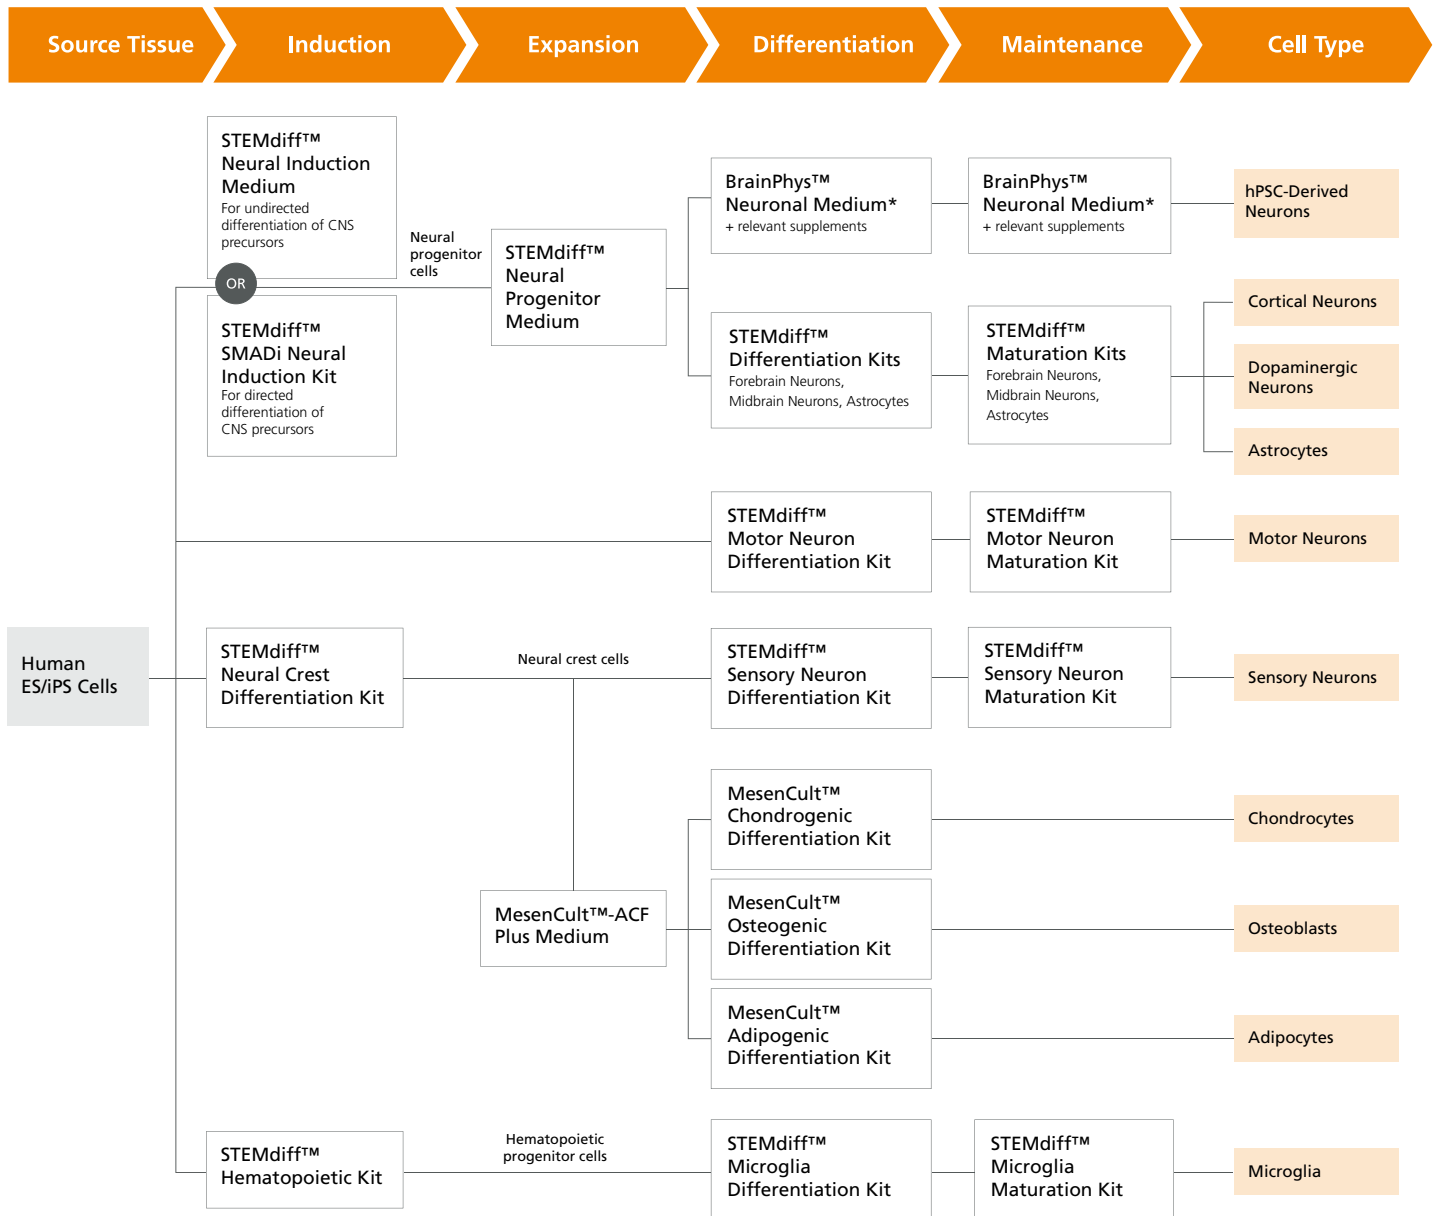 Source Tissue
Induction
Expansion
Differentiation
Maintenance
Cell Type
STEMdiff™
Neural Induction
Medium
For undirected
differentiation of CNS
precursors
OR
STEMdiff™
SMADi Neural
Induction Kit
For directed
differentiation of
CNS precursors
Neural
progenitor
cells
STEMdiff™
Neural
Progenitor
Medium
BrainPhys™
Neuronal Medium*
+ relevant supplements
BrainPhys™
Neuronal Medium*
+ relevant supplements
hPSC-Derived
Neurons
STEMdiff™
Differentiation Kits
Forebrain Neurons,
Midbrain Neurons, Astrocytes
STEMdiff™
Maturation Kits
Forebrain Neurons,
Midbrain Neurons,
Astrocytes
Cortical Neurons
Dopaminergic
Neurons
Astrocytes
STEMdiff™
Motor Neuron
Differentiation Kit
STEMdiff™
Motor Neuron
Maturation Kit
Motor Neurons
Human
ES/iPS Cells
STEMdiff™
Neural Crest
Differentiation Kit
Neural crest cells
STEMdiff™
Sensory Neuron
Differentiation Kit
STEMdiff™
Sensory Neuron
Maturation Kit
Sensory Neurons
MesenCult™-ACF
Plus Medium
MesenCult™
Chondrogenic
Differentiation Kit
Chondrocytes
MesenCult™
Osteogenic
Differentiation Kit
Osteoblasts
MesenCult™
Adipogenic
Differentiation Kit
Adipocytes
STEMdiff™
Hematopoietic Kit
Hematopoietic
progenitor cells
STEMdiff™
Microglia
Differentiation Kit
STEMdiff™
Microglia
Maturation Kit
Microglia